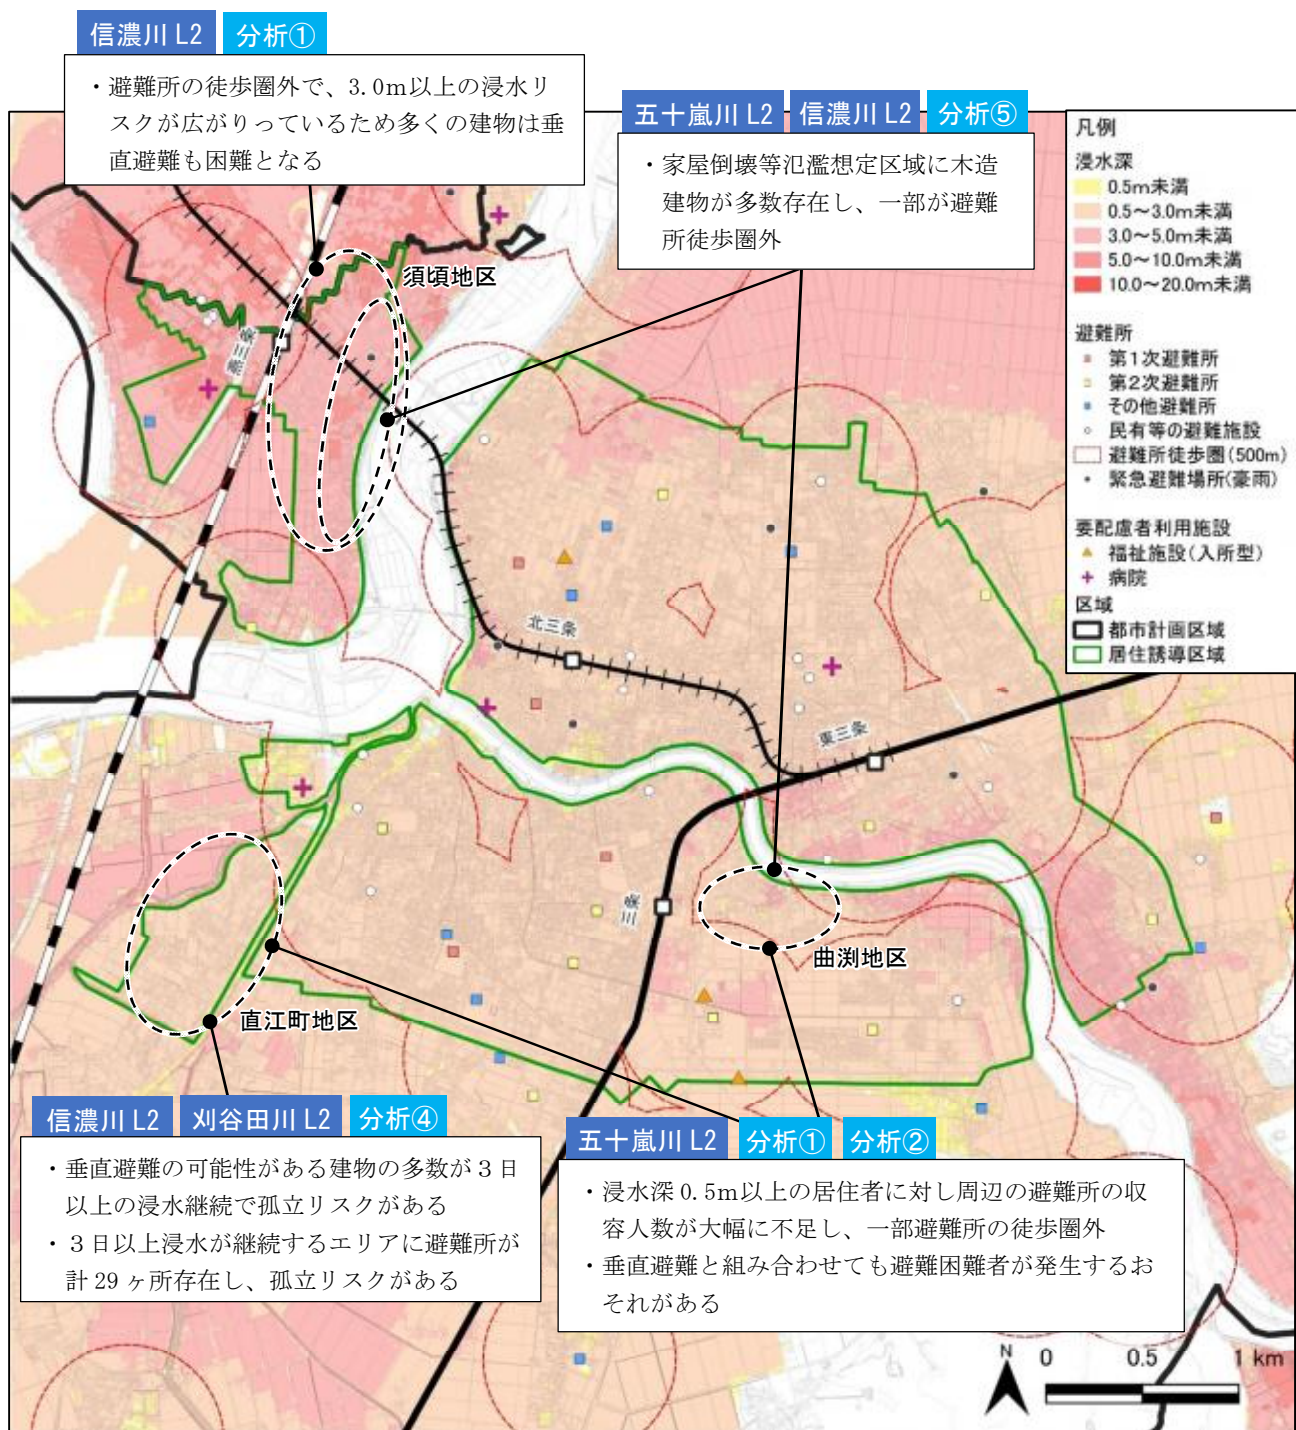 信濃川 L2 分析①
・避難所の徒歩圏外で、3.0m以上の浸水リ
スクが広がりっているため多くの建物は垂
直避難も困難となる
五十嵐川 L2 信濃川 L2 分析⑤
・家屋倒壊等氾濫想定区域に木造
建物が多数存在し、一部が避難
所徒歩圏外
凡例
浸水深
0.5m未満
0.5～3.0m未満
3.0～5.0m未満
5.0～10.0m未満
10.0～20.0m未満
避難所
第1次避難所
第2次避難所
その他避難所
民有等の避難施設
避難所徒歩圏(500m)
緊急避難場所(豪雨)
要配慮者利用施設
福祉施設(入所型)
病院
区域
都市計画区域
居住誘導区域
須頃地区
燕三条
北三条
東三条
三条
曲渕地区
直江町地区
信濃川 L2 刈谷田川 L2 分析④
・垂直避難の可能性がある建物の多数が３日
以上の浸水継続で孤立リスクがある
・３日以上浸水が継続するエリアに避難所が
計 29 ヶ所存在し、孤立リスクがある
五十嵐川 L2 分析① 分析②
・浸水深 0.5m以上の居住者に対し周辺の避難所の収
容人数が大幅に不足し、一部避難所の徒歩圏外
・垂直避難と組み合わせても避難困難者が発生するお
それがある
N
0 0.5 1 km